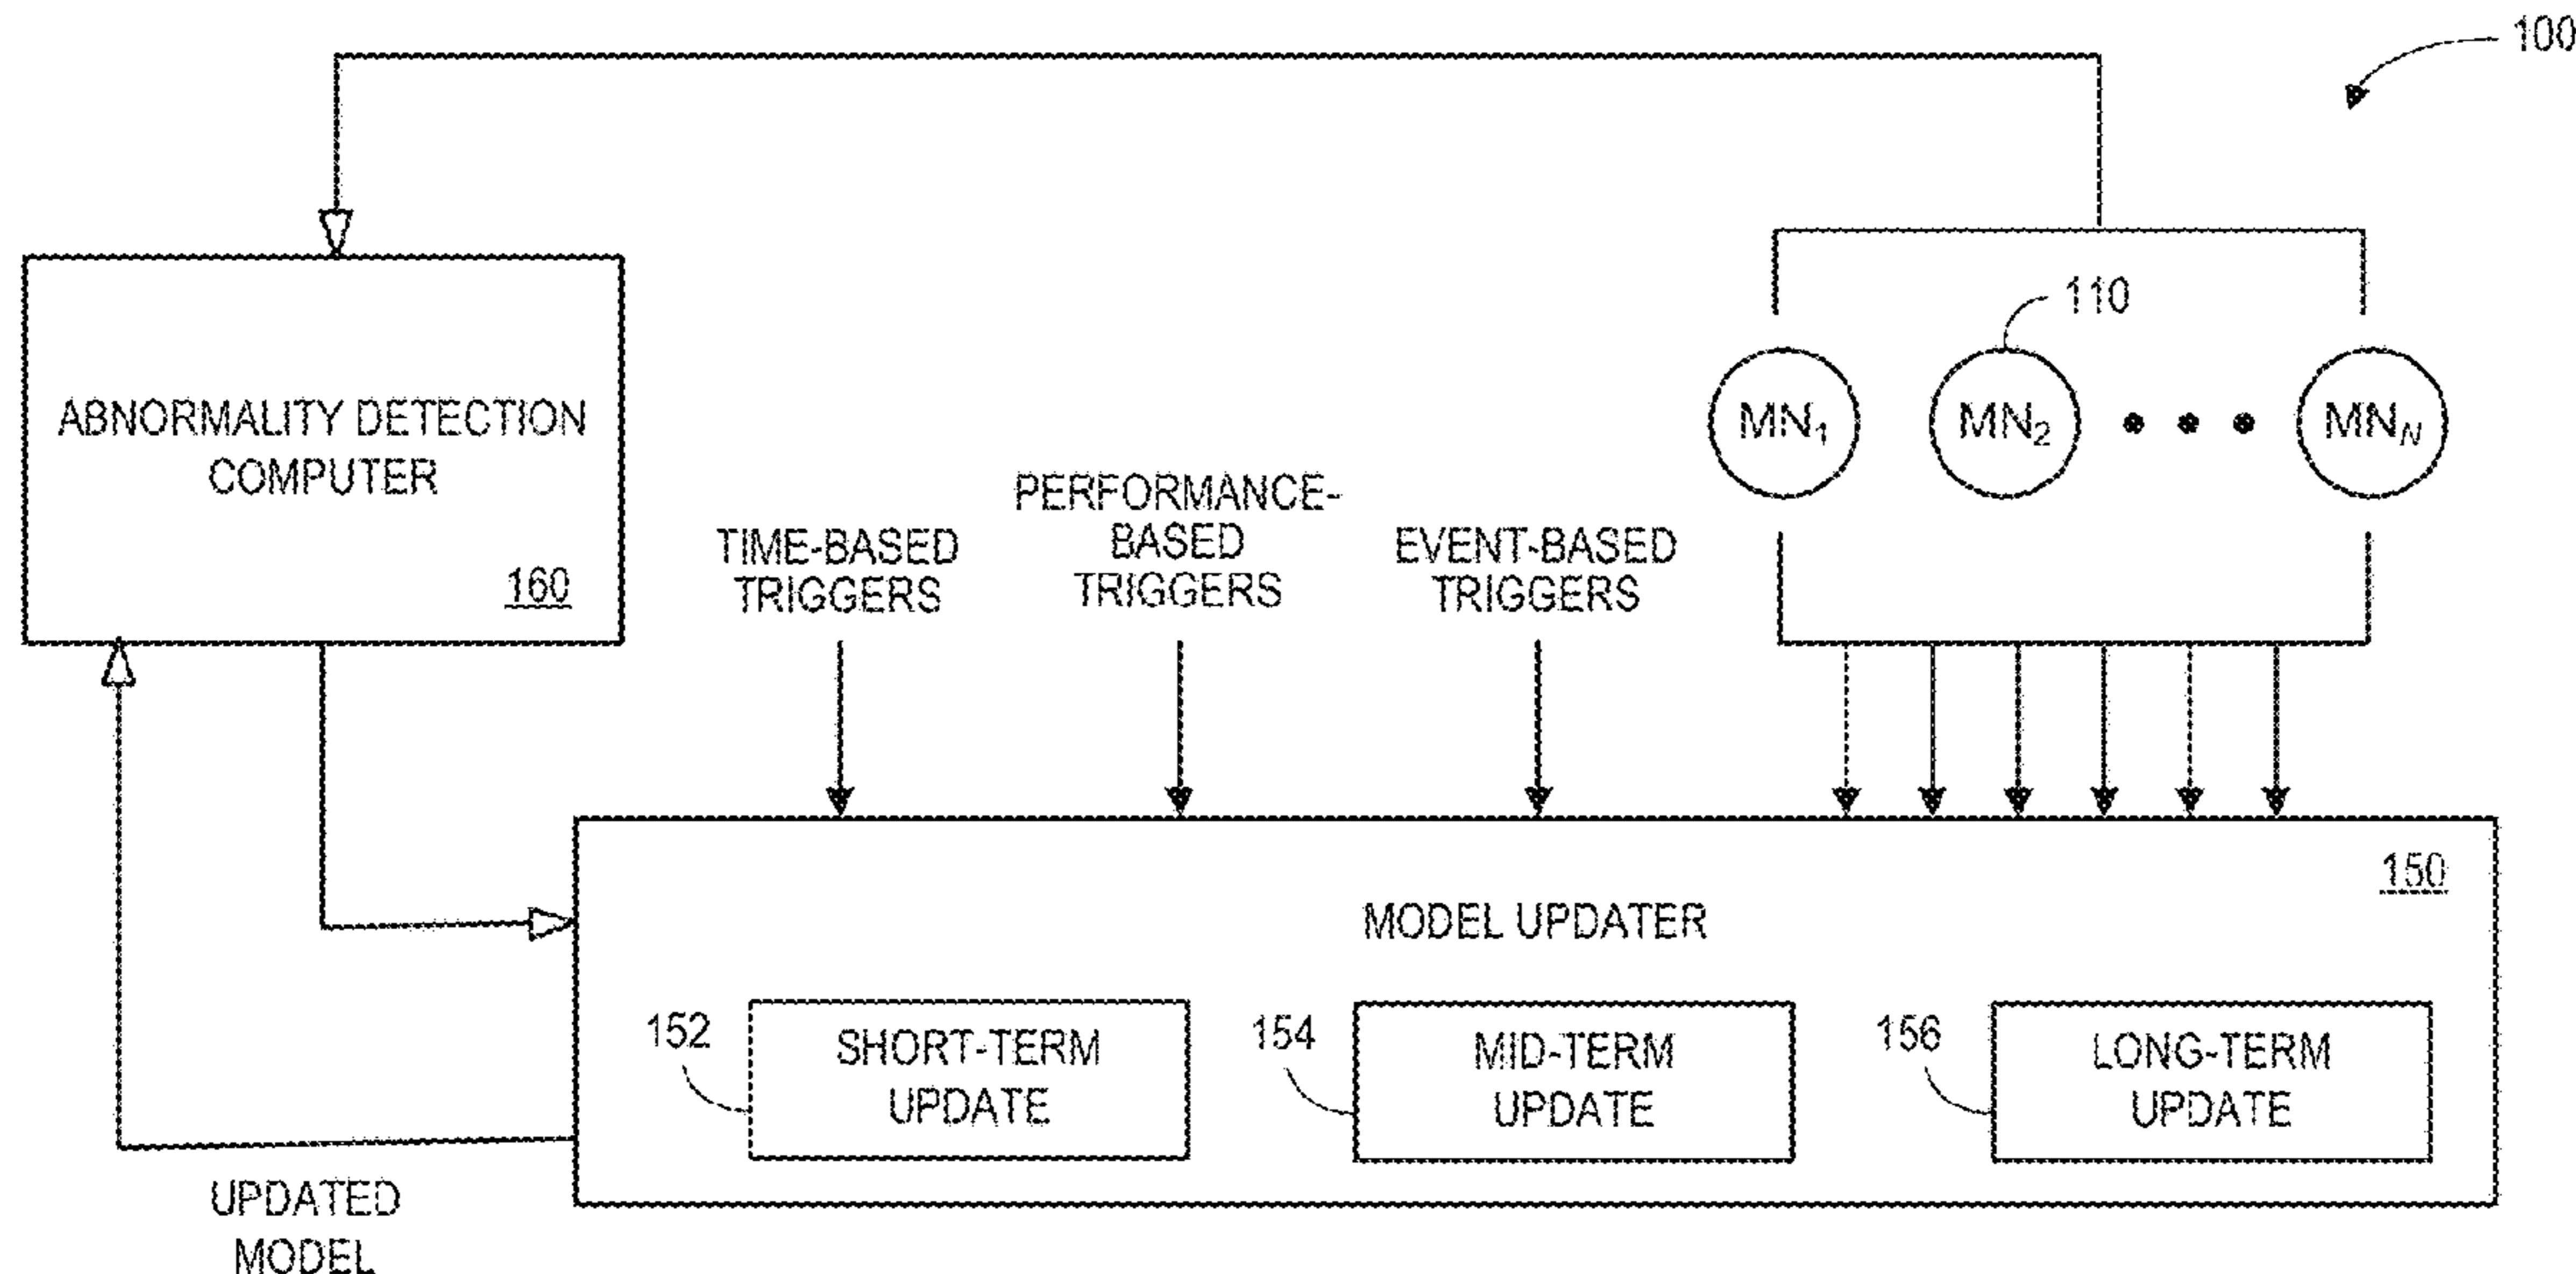 100
110
MN1
MN2
MNN
ABNORMALITY DETECTION
COMPUTER
160
TIME-BASED
TRIGGERS
PERFORMANCE-
BASED
TRIGGERS
EVENT-BASED
TRIGGERS
150
MODEL UPDATER
152
SHORT-TERM
UPDATE
154
MID-TERM
UPDATE
156
LONG-TERM
UPDATE
UPDATED
MODEL